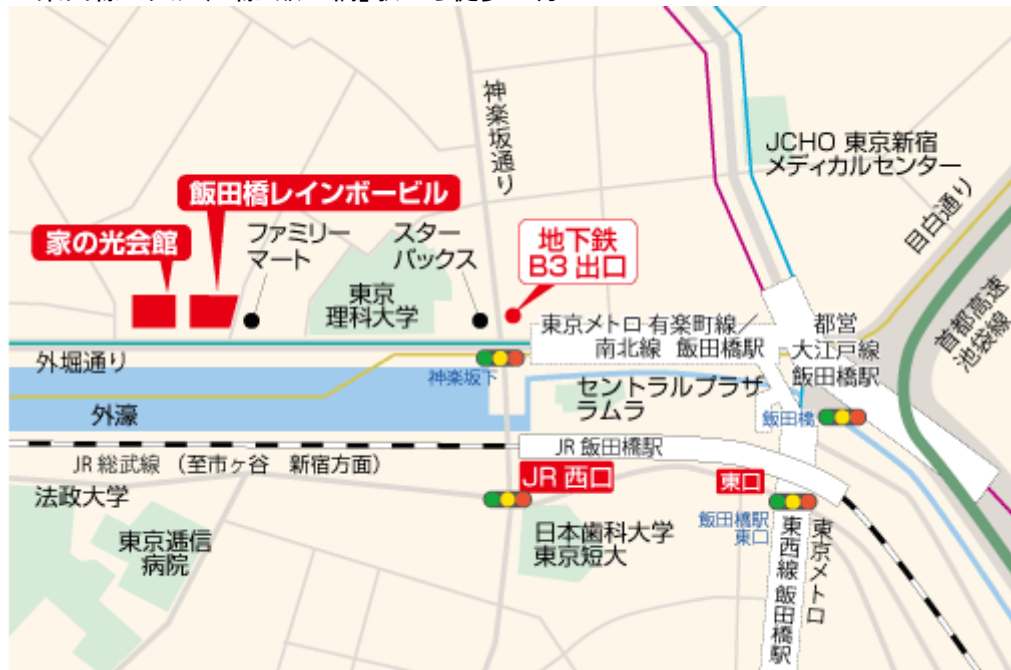 神楽坂通り
JCHO 東京新宿
メディカルセンター
目白通り
首都高速
池袋線
飯田橋レインボービル
家の光会館
ファミリー
マート
スター
バックス
地下鉄
B3 出口
東京
理科大学
東京メトロ 有楽町線/
南北線 飯田橋駅
都営
大江戸線
飯田橋駅
外堀通り
神楽坂下
セントラルプラザ
ラムラ
飯田橋
外濠
JR 飯田橋駅
JR 総武線 (至市ヶ谷 新宿方面)
JR 西口
東口
法政大学
東京逓信
病院
日本歯科大学
東京短大
飯田橋駅
東口
東京メトロ
東西線 飯田橋駅